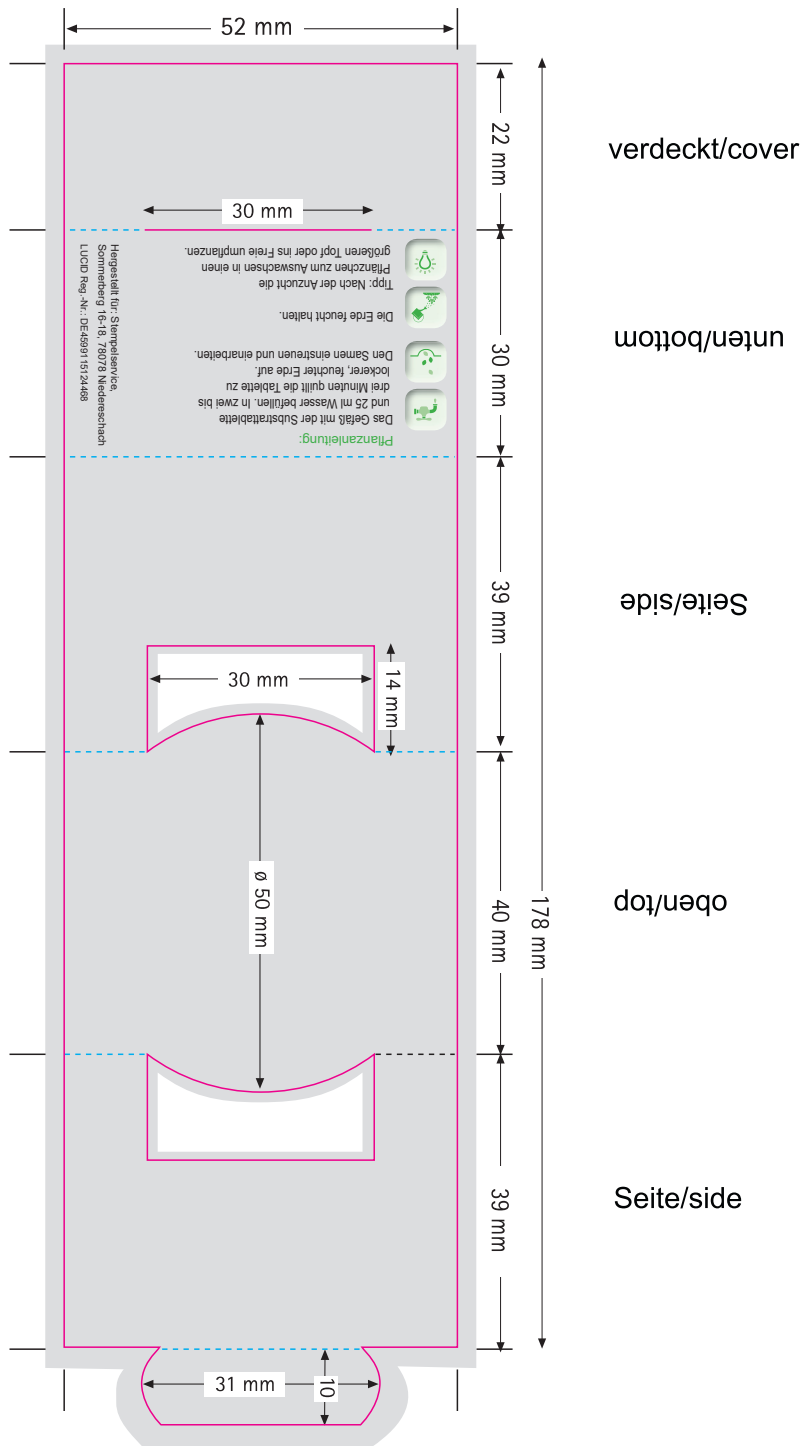 52 mm
22 mm
verdeckt/cover
30 mm
30 mm
unten/bottom
Pflanzanleitung:
Das Gefäß mit der Substrattablette
und 25 ml Wasser befüllen. In zwei bis
drei Minuten quillt die Tablette zu
lockerer, feuchter Erde auf.
Den Samen einstreuen und einarbeiten.
Die Erde feucht halten.
Tipp: Nach der Anzucht die
Pflänzchen zum Auswachsen in einen
größeren Topf oder ins Freie umpflanzen.
Hergestellt für: Stempelservice,
Sommerberg 16-18, 78078 Niedereschach
LUCID Reg.-Nr.: DE4599115124468
39 mm
Seite/side
30 mm
14 mm
ø 50 mm
40 mm
178 mm
oben/top
39 mm
Seite/side
31 mm
10